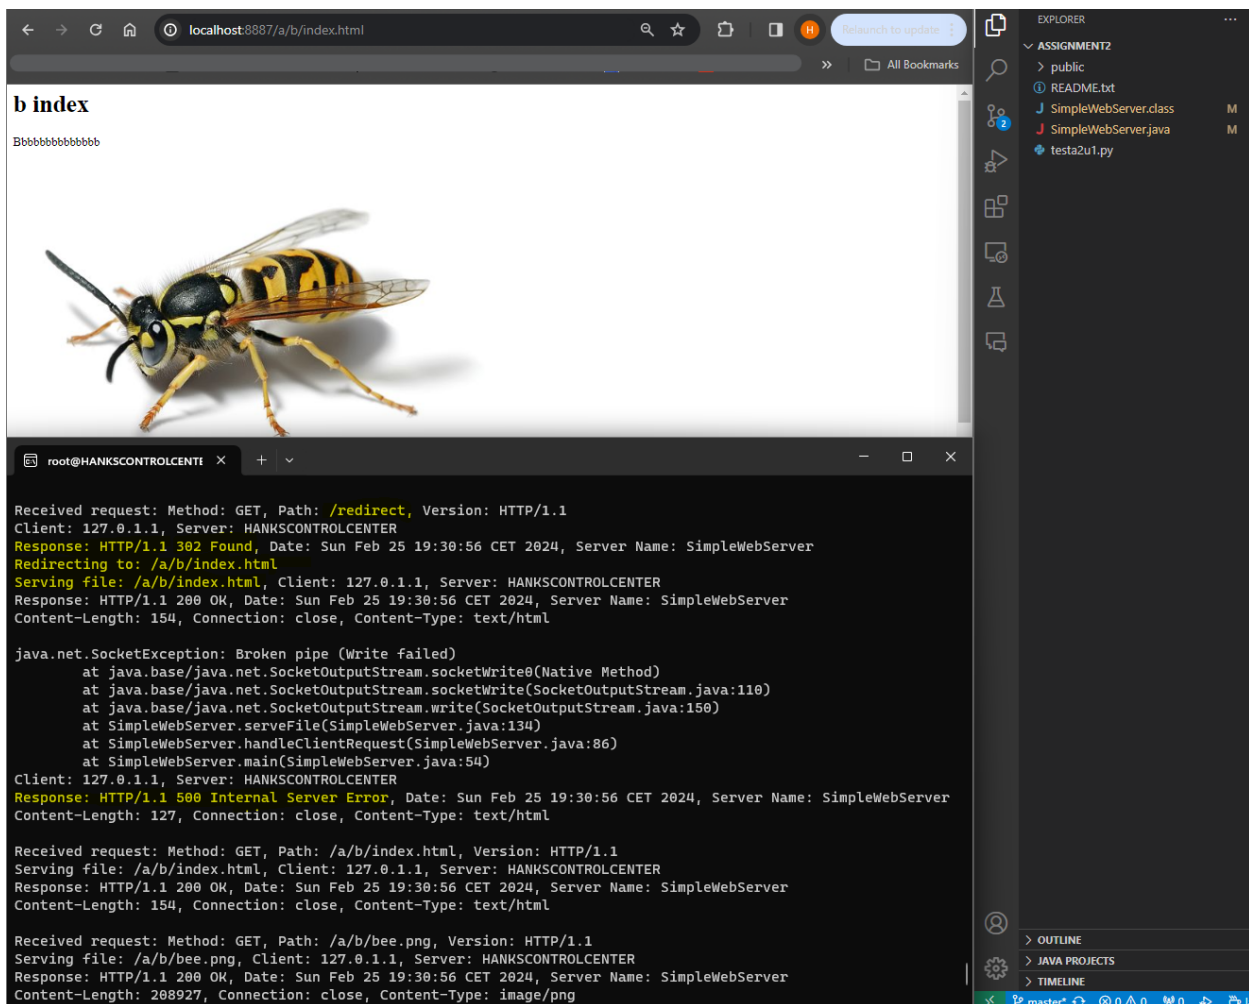 localhost:8887/a/b/index.html
H
Relaunch to update
All Bookmarks
b index
Bbbbbbbbbbbbbb
root@HANKSCONTROLCENTE
Received request: Method: GET, Path: /redirect, Version: HTTP/1.1
Client: 127.0.1.1, Server: HANKSCONTROLCENTER
Response: HTTP/1.1 302 Found, Date: Sun Feb 25 19:30:56 CET 2024, Server Name: SimpleWebServer
Redirecting to: /a/b/index.html
Serving file: /a/b/index.html, Client: 127.0.1.1, Server: HANKSCONTROLCENTER
Response: HTTP/1.1 200 OK, Date: Sun Feb 25 19:30:56 CET 2024, Server Name: SimpleWebServer
Content-Length: 154, Connection: close, Content-Type: text/html
java.net.SocketException: Broken pipe (Write failed)
at java.base/java.net.SocketOutputStream.socketWrite0(Native Method)
at java.base/java.net.SocketOutputStream.socketWrite(SocketOutputStream.java:110)
at java.base/java.net.SocketOutputStream.write(SocketOutputStream.java:150)
at SimpleWebServer.serveFile(SimpleWebServer.java:134)
at SimpleWebServer.handleClientRequest(SimpleWebServer.java:86)
at SimpleWebServer.main(SimpleWebServer.java:54)
Client: 127.0.1.1, Server: HANKSCONTROLCENTER
Response: HTTP/1.1 500 Internal Server Error, Date: Sun Feb 25 19:30:56 CET 2024, Server Name: SimpleWebServer
Content-Length: 127, Connection: close, Content-Type: text/html
Received request: Method: GET, Path: /a/b/index.html, Version: HTTP/1.1
Serving file: /a/b/index.html, Client: 127.0.1.1, Server: HANKSCONTROLCENTER
Response: HTTP/1.1 200 OK, Date: Sun Feb 25 19:30:56 CET 2024, Server Name: SimpleWebServer
Content-Length: 154, Connection: close, Content-Type: text/html
Received request: Method: GET, Path: /a/b/bee.png, Version: HTTP/1.1
Serving file: /a/b/bee.png, Client: 127.0.1.1, Server: HANKSCONTROLCENTER
Response: HTTP/1.1 200 OK, Date: Sun Feb 25 19:30:56 CET 2024, Server Name: SimpleWebServer
Content-Length: 208927, Connection: close, Content-Type: image/png
EXPLORER
ASSIGNMENT2
public
README.txt
SimpleWebServer.class M
SimpleWebServer.java M
testa2u1.py
2
OUTLINE
JAVA PROJECTS
TIMELINE
master* 0 0 0